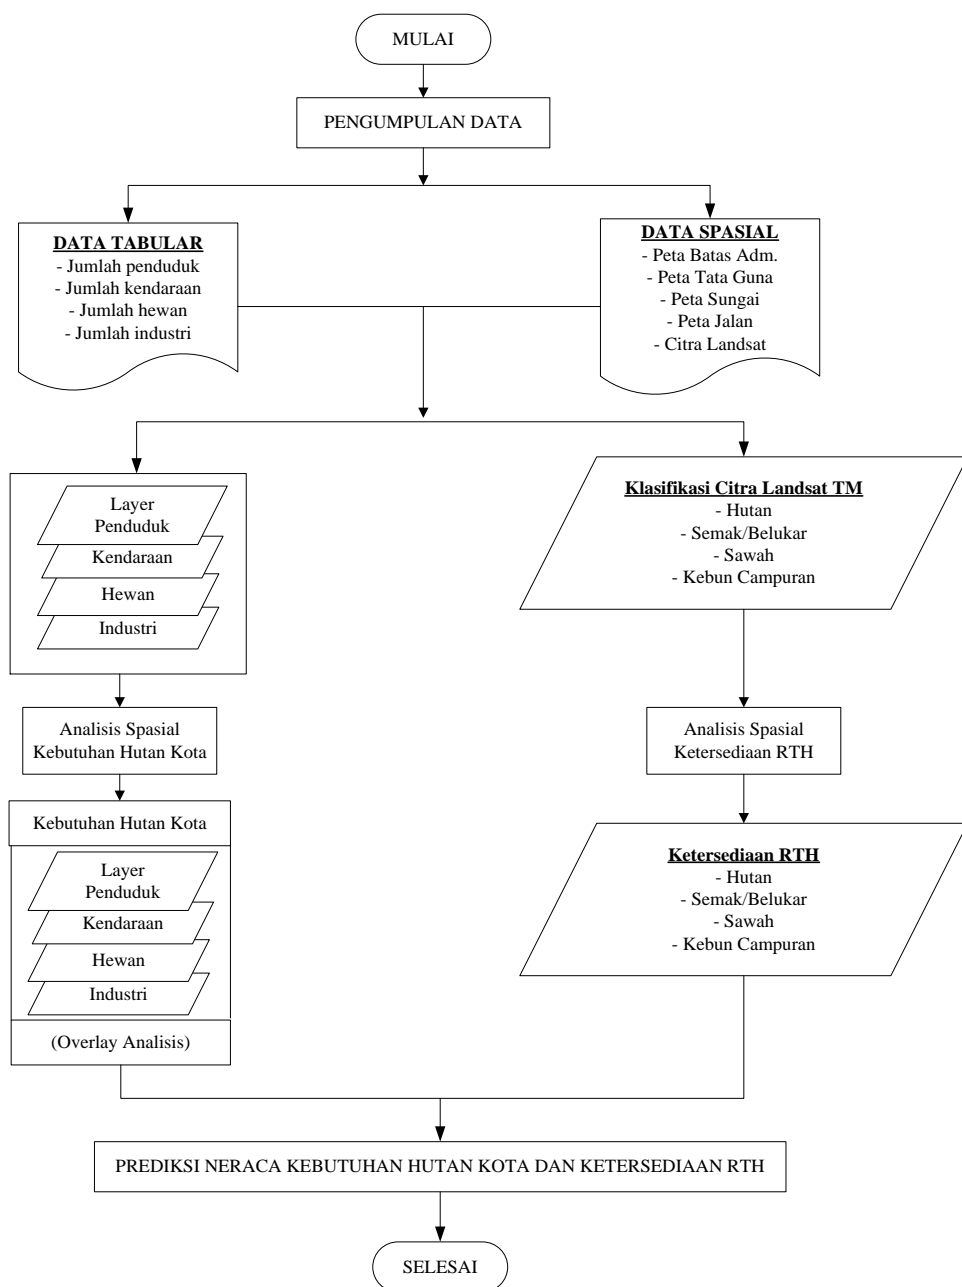 MULAI
PENGUMPULAN DATA
DATA TABULAR
- Jumlah penduduk
- Jumlah kendaraan
- Jumlah hewan
- Jumlah industri
DATA SPASIAL
- Peta Batas Adm.
- Peta Tata Guna
- Peta Sungai
- Peta Jalan
- Citra Landsat
Layer
Penduduk
Kendaraan
Hewan
Industri
Klasifikasi Citra Landsat TM
- Hutan
- Semak/Belukar
- Sawah
- Kebun Campuran
Analisis Spasial
Kebutuhan Hutan Kota
Analisis Spasial
Ketersediaan RTH
Kebutuhan Hutan Kota
Layer
Penduduk
Kendaraan
Hewan
Industri
(Overlay Analisis)
Ketersediaan RTH
- Hutan
- Semak/Belukar
- Sawah
- Kebun Campuran
PREDIKSI NERACA KEBUTUHAN HUTAN KOTA DAN KETERSEDIAAN RTH
SELESAI